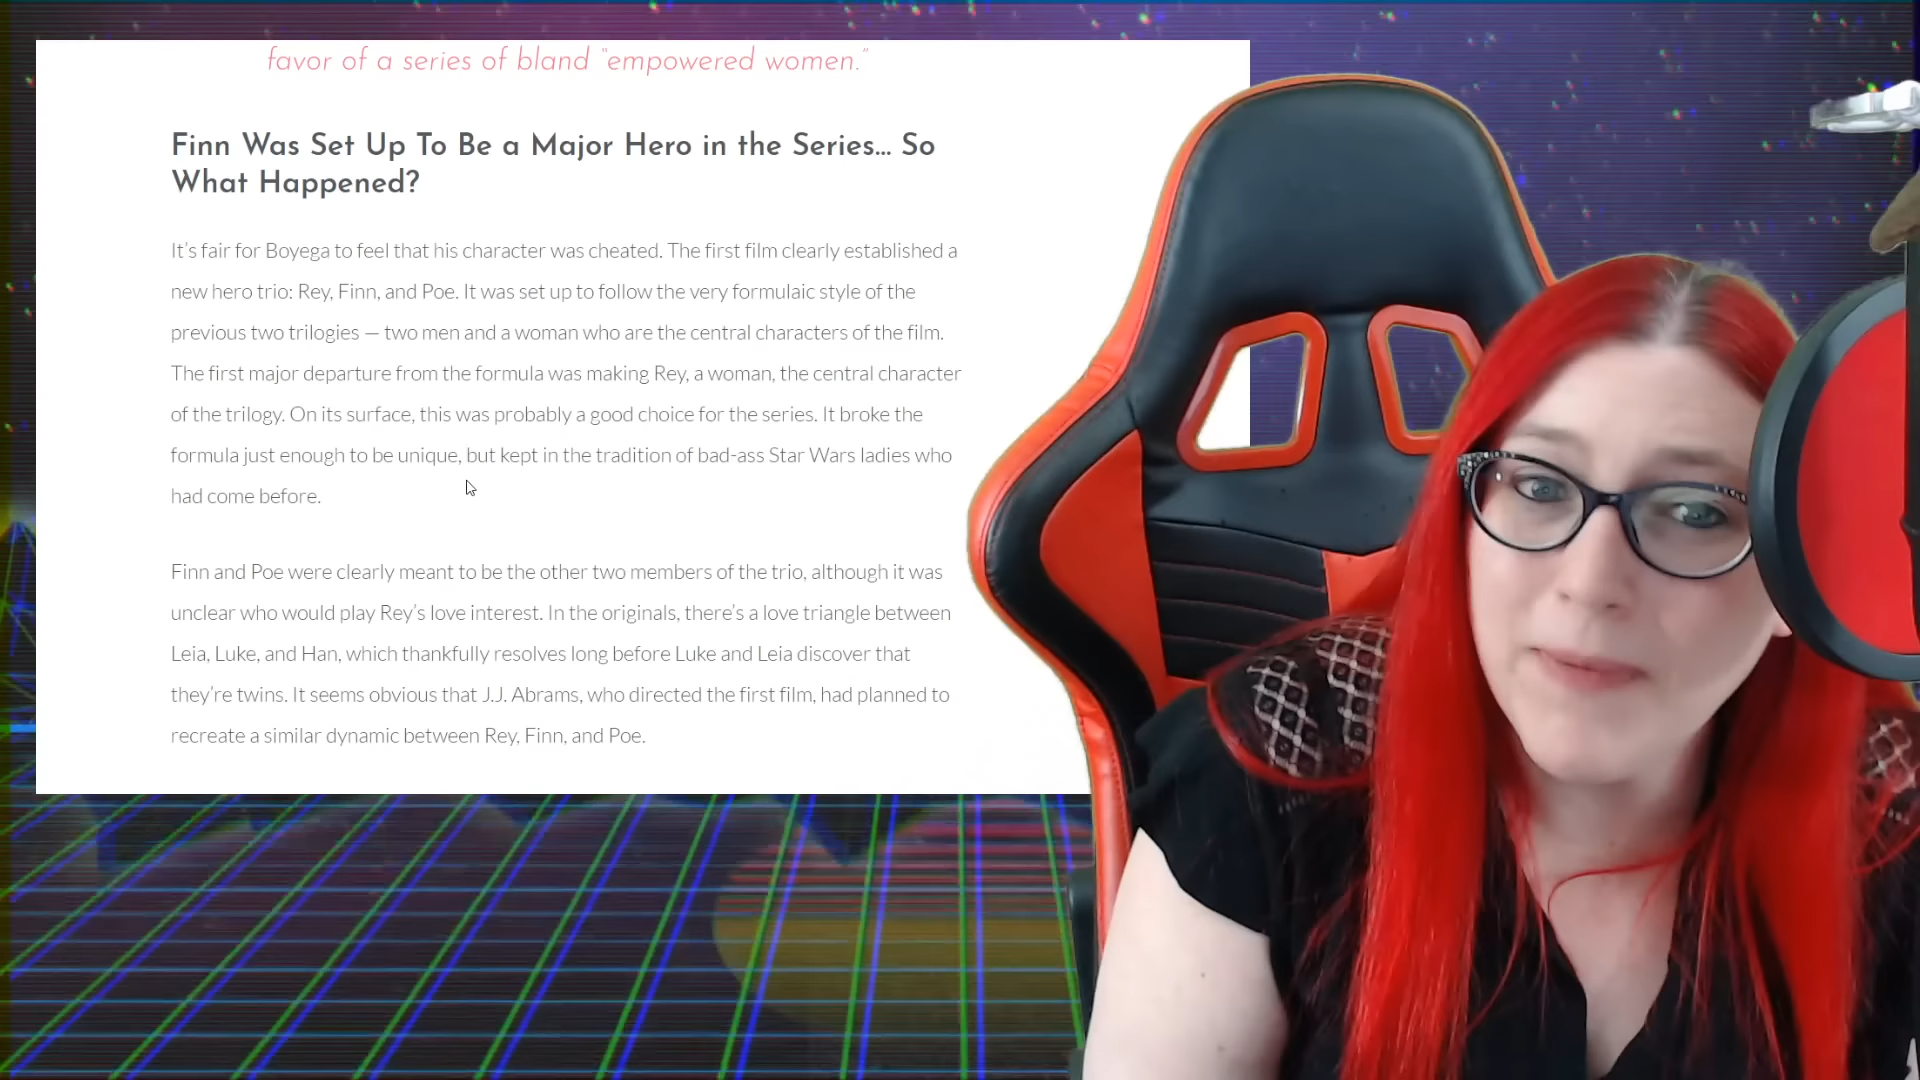 favor of a series of bland “empowered women.”
Finn Was Set Up To Be a Major Hero in the Series... So
What Happened?
It’s fair for Boyega to feel that his character was cheated. The first film clearly established a
new hero trio: Rey, Finn, and Poe. It was set up to follow the very formulaic style of the
previous two trilogies — two men and a woman who are the central characters of the film.
The first major departure from the formula was making Rey, a woman, the central character
of the trilogy. On its surface, this was probably a good choice for the series. It broke the
formula just enough to be unique, but kept in the tradition of bad-ass Star Wars ladies who
had come before.
Finn and Poe were clearly meant to be the other two members of the trio, although it was
unclear who would play Rey’s love interest. In the originals, there’s a love triangle between
Leia, Luke, and Han, which thankfully resolves long before Luke and Leia discover that
they’re twins. It seems obvious that J.J. Abrams, who directed the first film, had planned to
recreate a similar dynamic between Rey, Finn, and Poe.